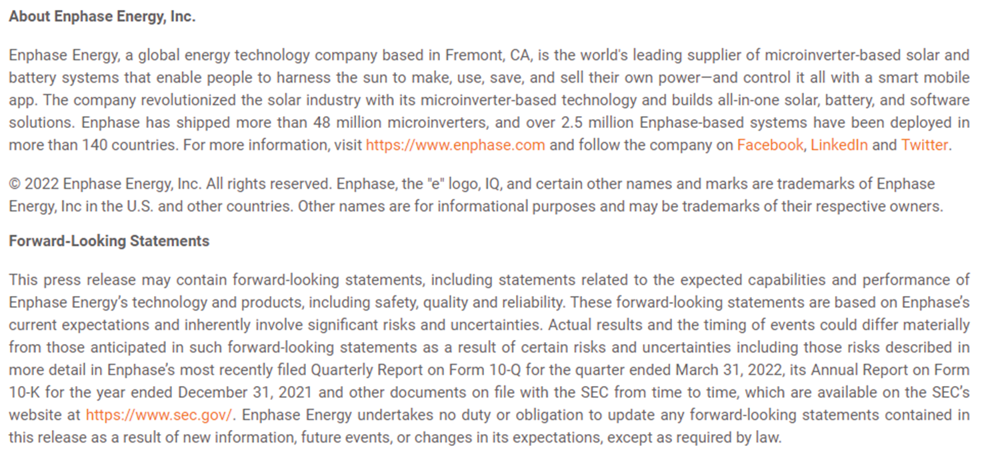 About Enphase Energy, Inc.
Enphase Energy, a global energy technology company based in Fremont, CA, is the world's leading supplier of microinverter-based solar and
battery systems that enable people to harness the sun to make, use, save, and sell their own power—and control it all with a smart mobile
app. The company revolutionized the solar industry with its microinverter-based technology and builds all-in-one solar, battery, and software
solutions. Enphase has shipped more than 48 million microinverters, and over 2.5 million Enphase-based systems have been deployed in
more than 140 countries. For more information, visit https://www.enphase.com and follow the company on Facebook, LinkedIn and Twitter.
© 2022 Enphase Energy, Inc. All rights reserved. Enphase, the "e" logo, IQ, and certain other names and marks are trademarks of Enphase
Energy, Inc in the U.S. and other countries. Other names are for informational purposes and may be trademarks of their respective owners.
Forward-Looking Statements
This press release may contain forward-looking statements, including statements related to the expected capabilities and performance of
Enphase Energy’s technology and products, including safety, quality and reliability. These forward-looking statements are based on Enphase’s
current expectations and inherently involve significant risks and uncertainties. Actual results and the timing of events could differ materially
from those anticipated in such forward-looking statements as a result of certain risks and uncertainties including those risks described in
more detail in Enphase’s most recently filed Quarterly Report on Form 10-Q for the quarter ended March 31, 2022, its Annual Report on Form
10-K for the year ended December 31, 2021 and other documents on file with the SEC from time to time, which are available on the SEC’s
website at https://www.sec.gov/. Enphase Energy undertakes no duty or obligation to update any forward-looking statements contained in
this release as a result of new information, future events, or changes in its expectations, except as required by law.